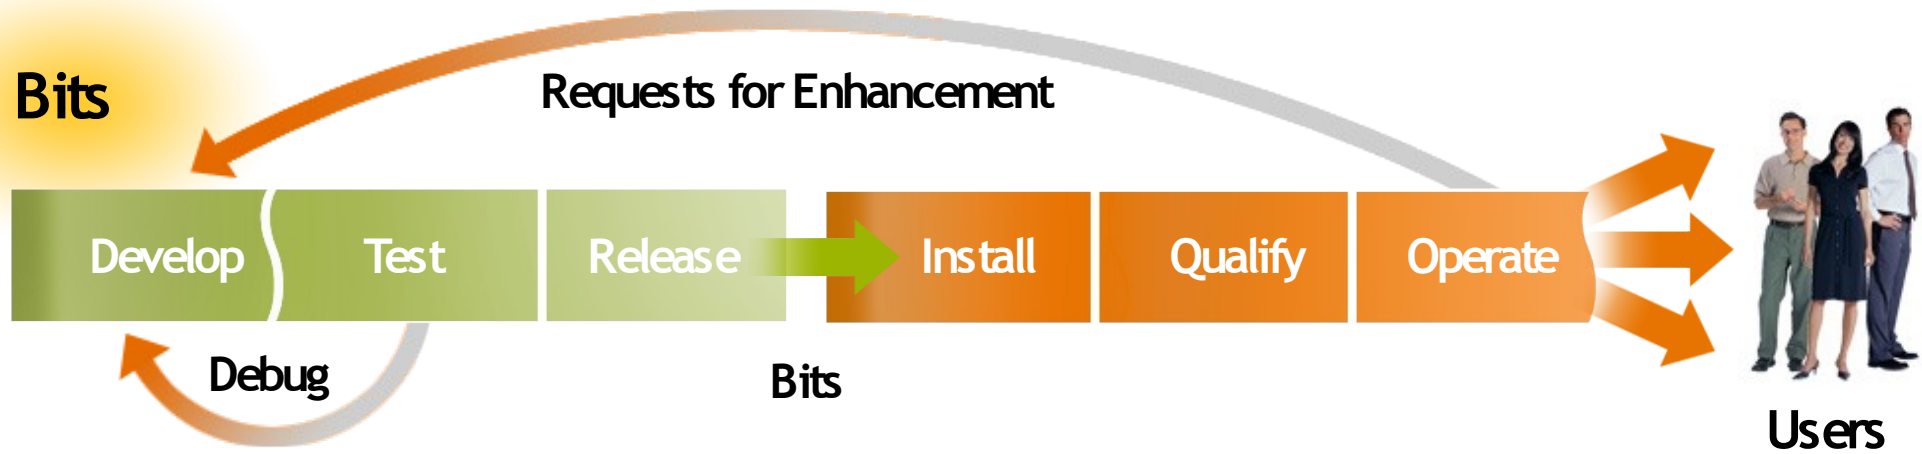 Bits
Requests for Enhancement
Develop
Test
Release
Install
Qualify
Operate
Debug
Bits
Users